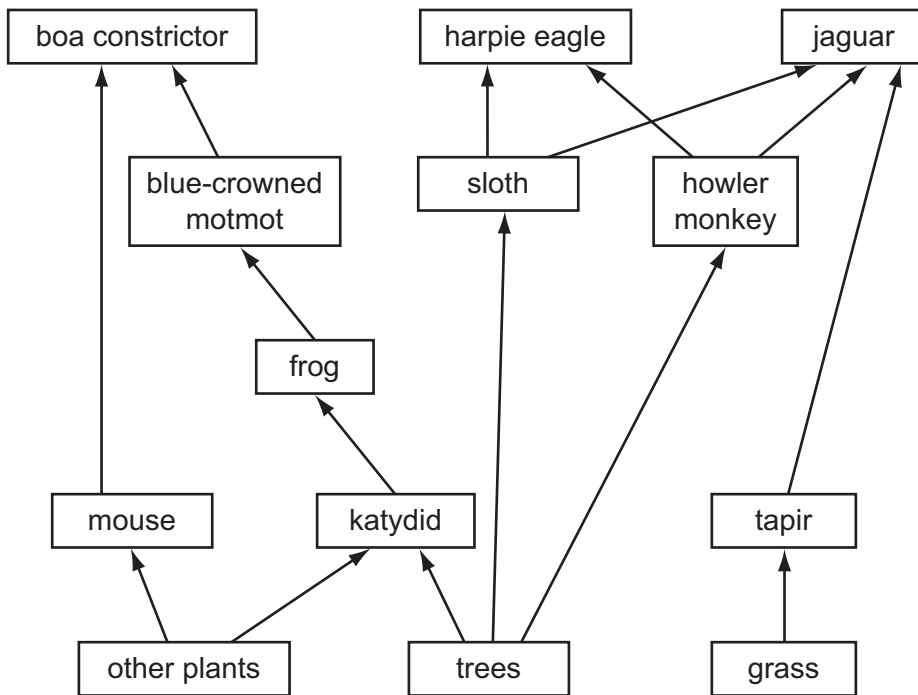 boa constrictor
harpie eagle
jaguar
blue-crowned
motmot
sloth
howler
monkey
frog
mouse
katydid
tapir
other plants
trees
grass